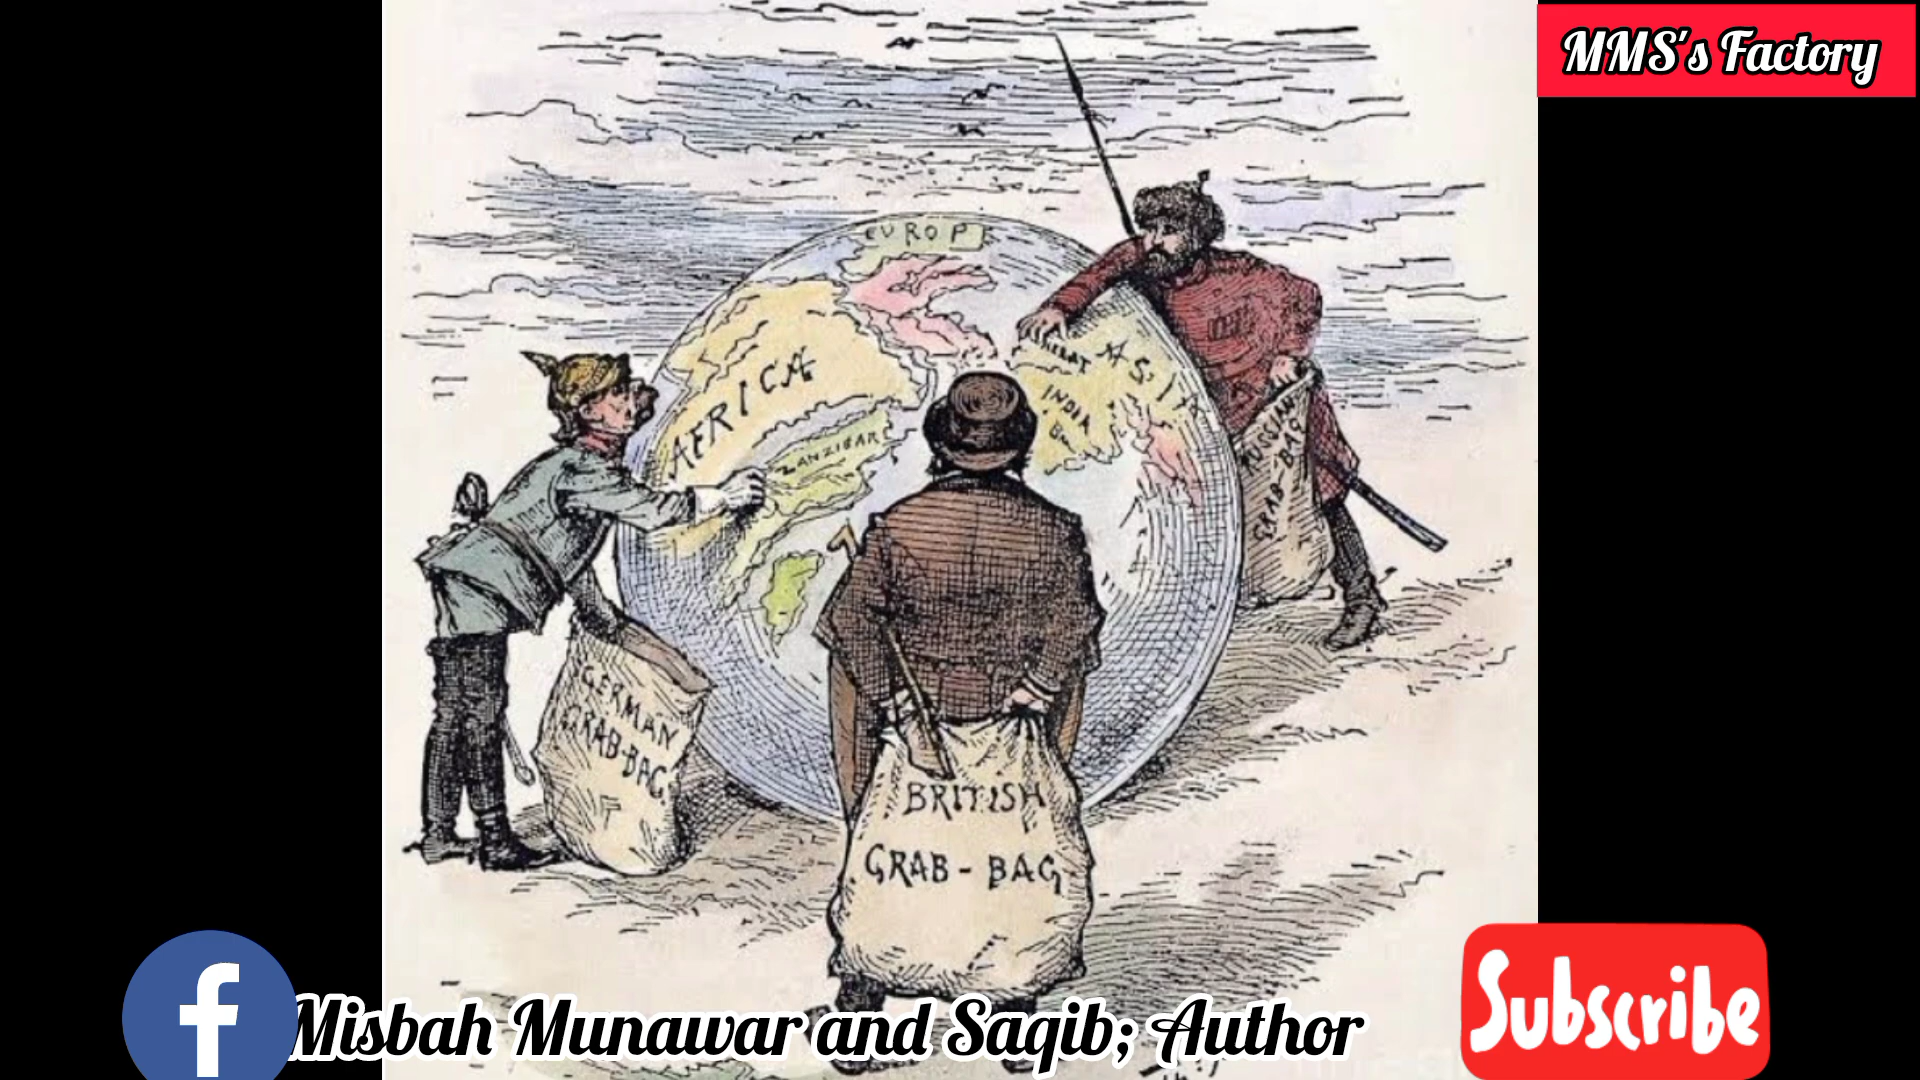 MMS's Factory
EUROP
AFRICA
ZANZIBAR
ASIA
INDIA
RUSSIAN
GRAB-BAG
GERMAN
GRAB-BAG
BRITISH
GRAB-BAG
f
Misbah Munawar and Saqib; Author
Subscribe